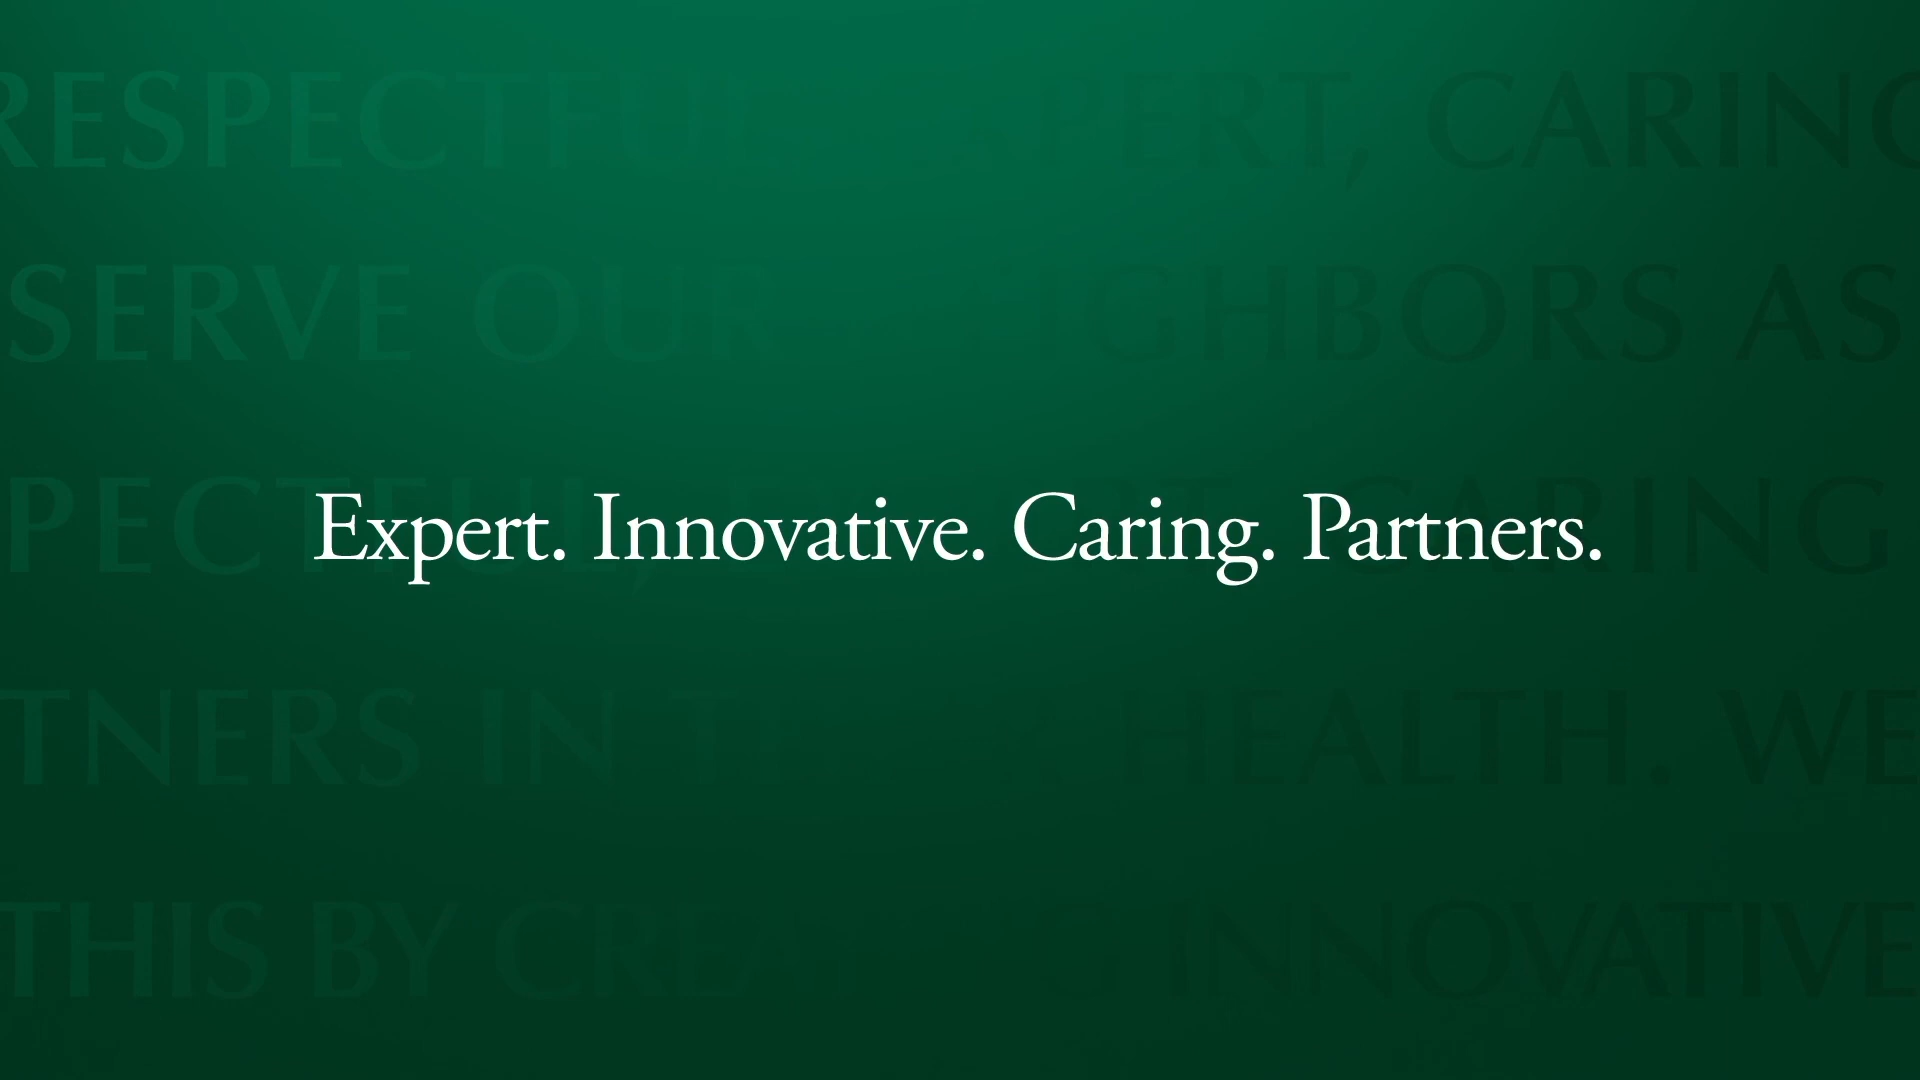 RESPECTFUL PERT, CARING
SERVE OUR IGHBORS AS
PECTFUL, CARING
Expert. Innovative. Caring. Partners.
TNERS IN HEALTH. WE
THIS BY CREAT INNOVATIVE